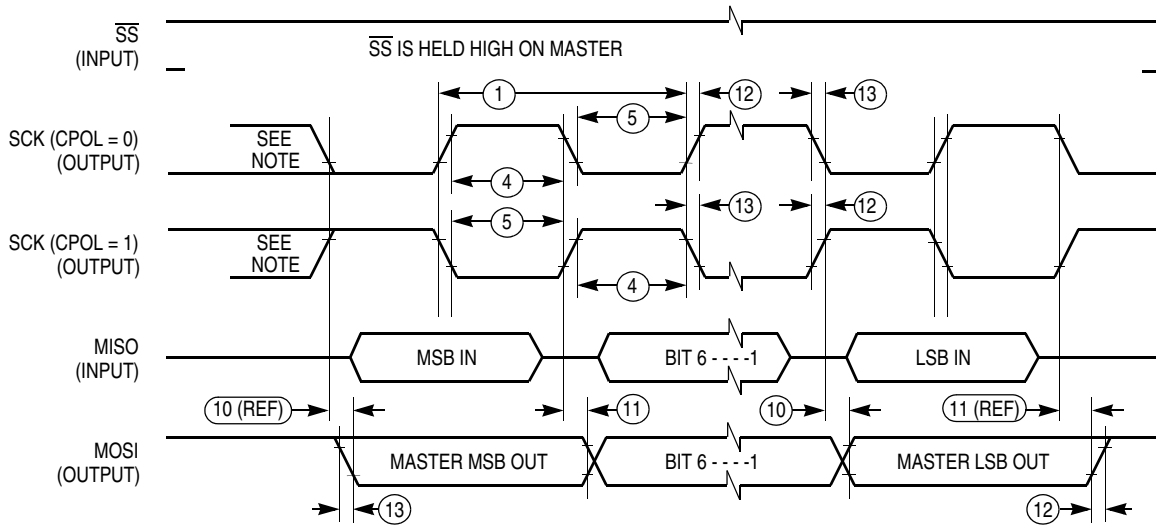 SS
(INPUT)
SS IS HELD HIGH ON MASTER
1
12
13
5
SCK (CPOL = 0)
(OUTPUT)
SEE
NOTE
4
5
13
12
SCK (CPOL = 1)
(OUTPUT)
SEE
NOTE
4
MISO
(INPUT)
MSB IN
BIT 6 - - - -1
LSB IN
10 (REF)
11
10
11 (REF)
MOSI
(OUTPUT)
MASTER MSB OUT
BIT 6 - - - -1
MASTER LSB OUT
13
12